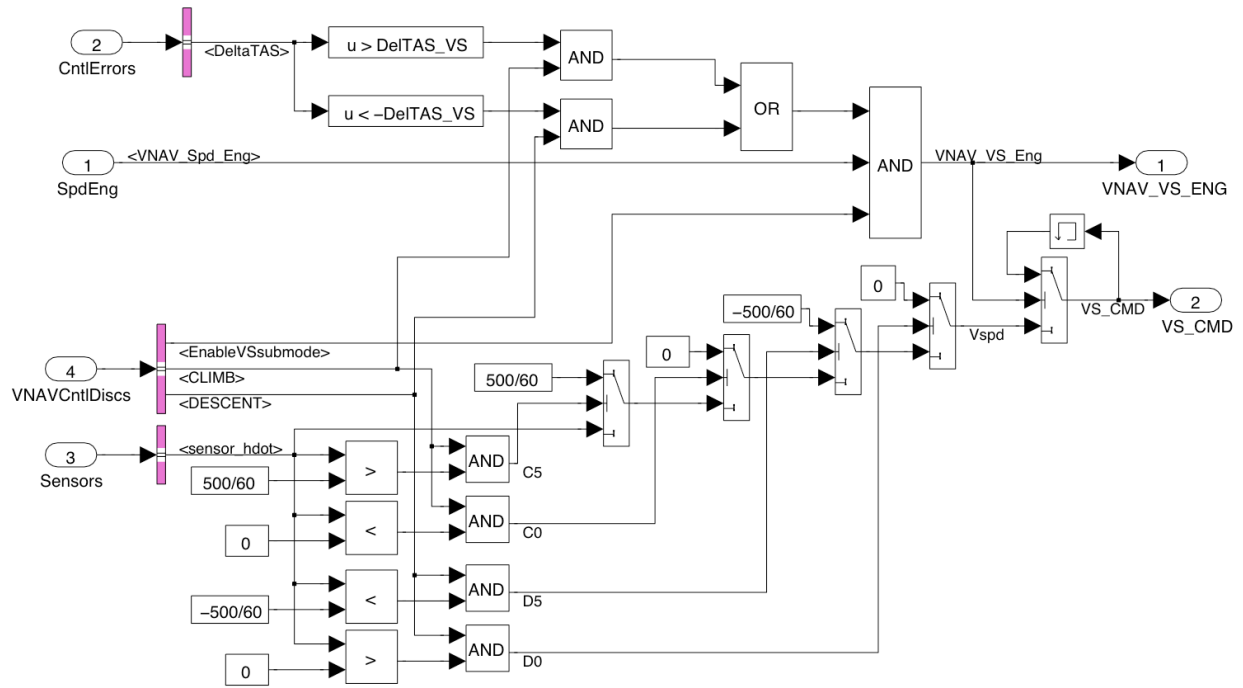 2
CntlErrors
<DeltaTAS>
u > DelTAS_VS
AND
u < −DelTAS_VS
AND
OR
1
SpdEng
<VNAV_Spd_Eng>
AND
VNAV_VS_Eng
1
VNAV_VS_ENG
0
−500/60
VS_CMD
2
VS_CMD
Vspd
0
500/60
4
VNAVCntlDiscs
<EnableVSsubmode>
<CLIMB>
<DESCENT>
3
Sensors
<sensor_hdot>
500/60
>
AND
C5
0
<
AND
C0
−500/60
<
AND
D5
0
>
AND
D0